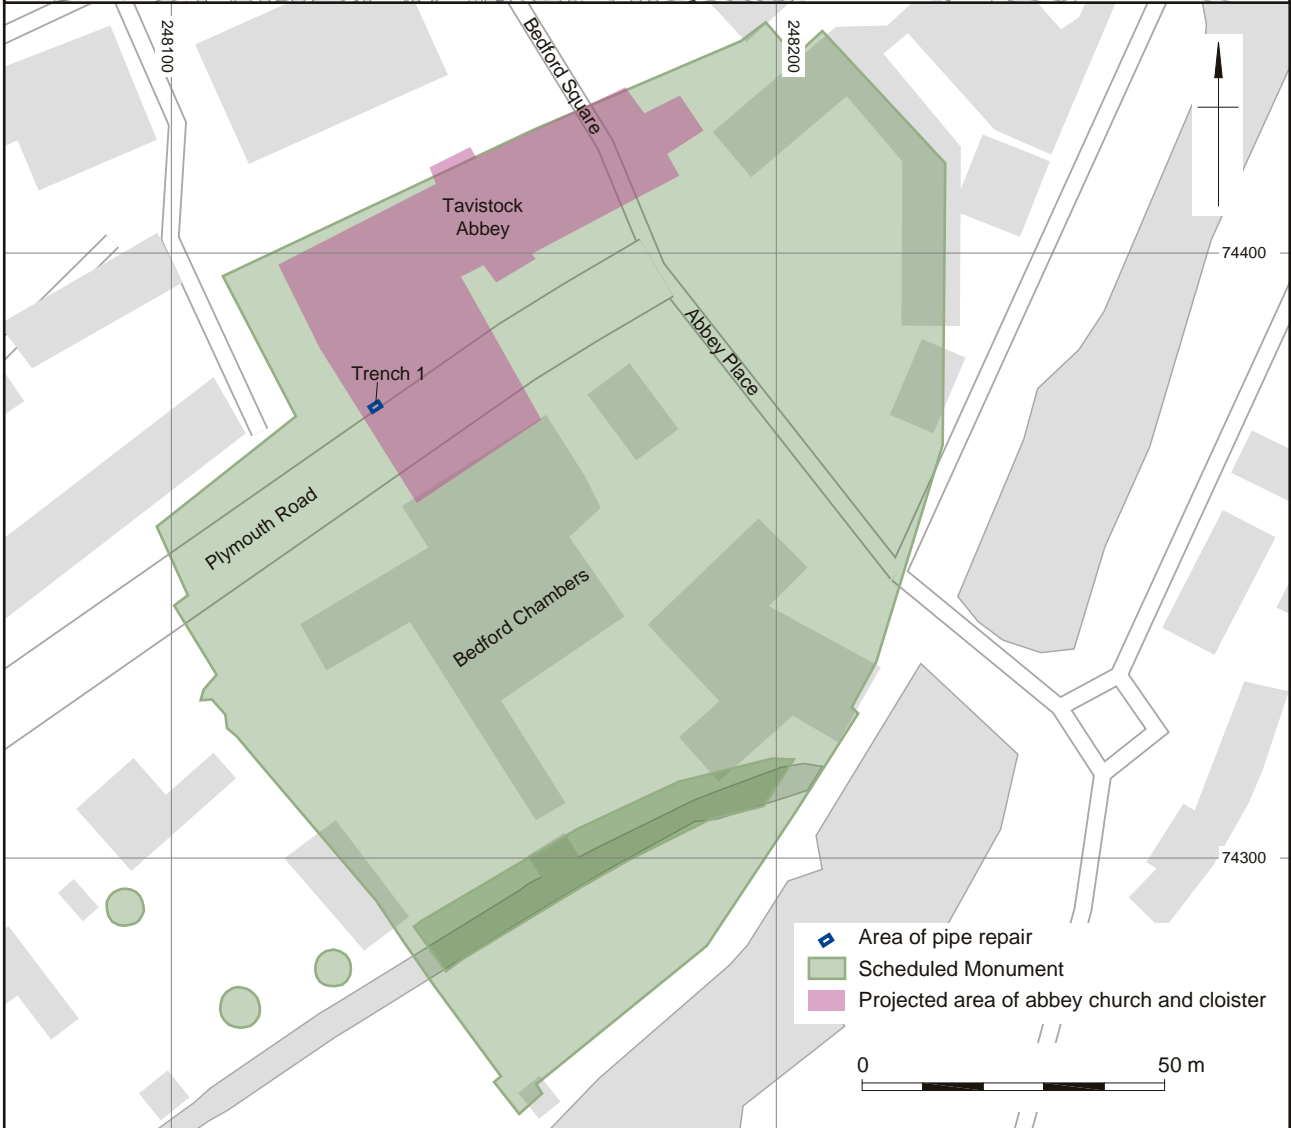 248100
Bedford Square
248200
Tavistock
Abbey
74400
Abbey Place
Trench 1
Plymouth Road
Bedford Chambers
74300
Area of pipe repair
Scheduled Monument
Projected area of abbey church and cloister
0 50 m